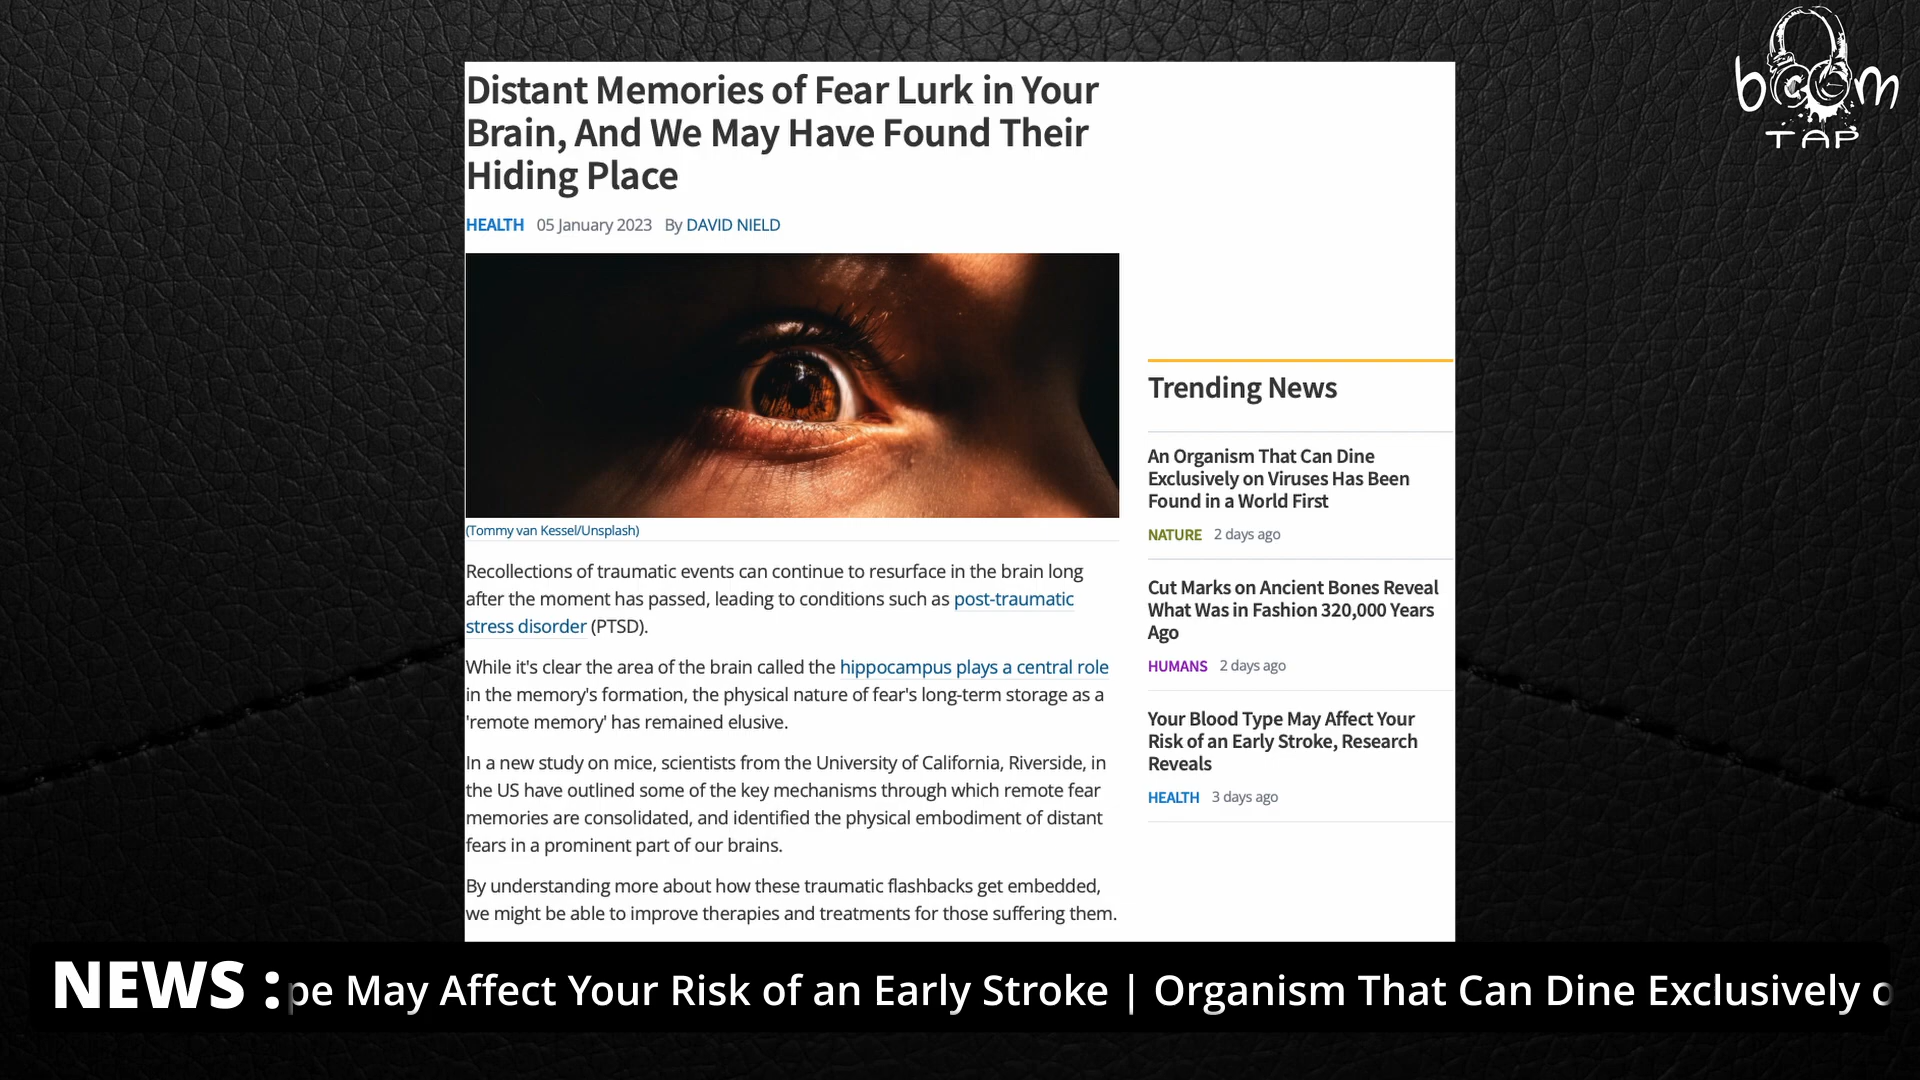 Distant Memories of Fear Lurk in Your
Brain, And We May Have Found Their
Hiding Place
HEALTH 05 January 2023 By DAVID NIELD
(Tommy van Kessel/Unsplash)
Recollections of traumatic events can continue to resurface in the brain long
after the moment has passed, leading to conditions such as post-traumatic
stress disorder (PTSD).
While it's clear the area of the brain called the hippocampus plays a central role
in the memory's formation, the physical nature of fear's long-term storage as a
'remote memory' has remained elusive.
In a new study on mice, scientists from the University of California, Riverside, in
the US have outlined some of the key mechanisms through which remote fear
memories are consolidated, and identified the physical embodiment of distant
fears in a prominent part of our brains.
By understanding more about how these traumatic flashbacks get embedded,
we might be able to improve therapies and treatments for those suffering them.
Trending News
An Organism That Can Dine
Exclusively on Viruses Has Been
Found in a World First
NATURE 2 days ago
Cut Marks on Ancient Bones Reveal
What Was in Fashion 320,000 Years
Ago
HUMANS 2 days ago
Your Blood Type May Affect Your
Risk of an Early Stroke, Research
Reveals
HEALTH 3 days ago
boom
TAP
NEWS : pe May Affect Your Risk of an Early Stroke | Organism That Can Dine Exclusively o